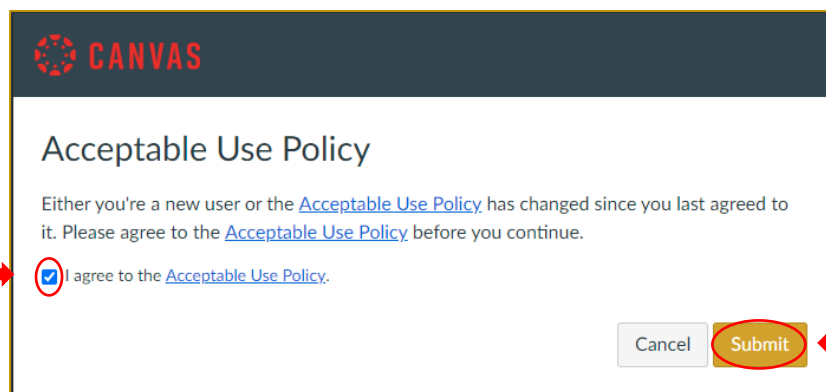 CANVAS
Acceptable Use Policy
Either you're a new user or the Acceptable Use Policy has changed since you last agreed to
it. Please agree to the Acceptable Use Policy before you continue.
I agree to the Acceptable Use Policy.
Cancel Submit